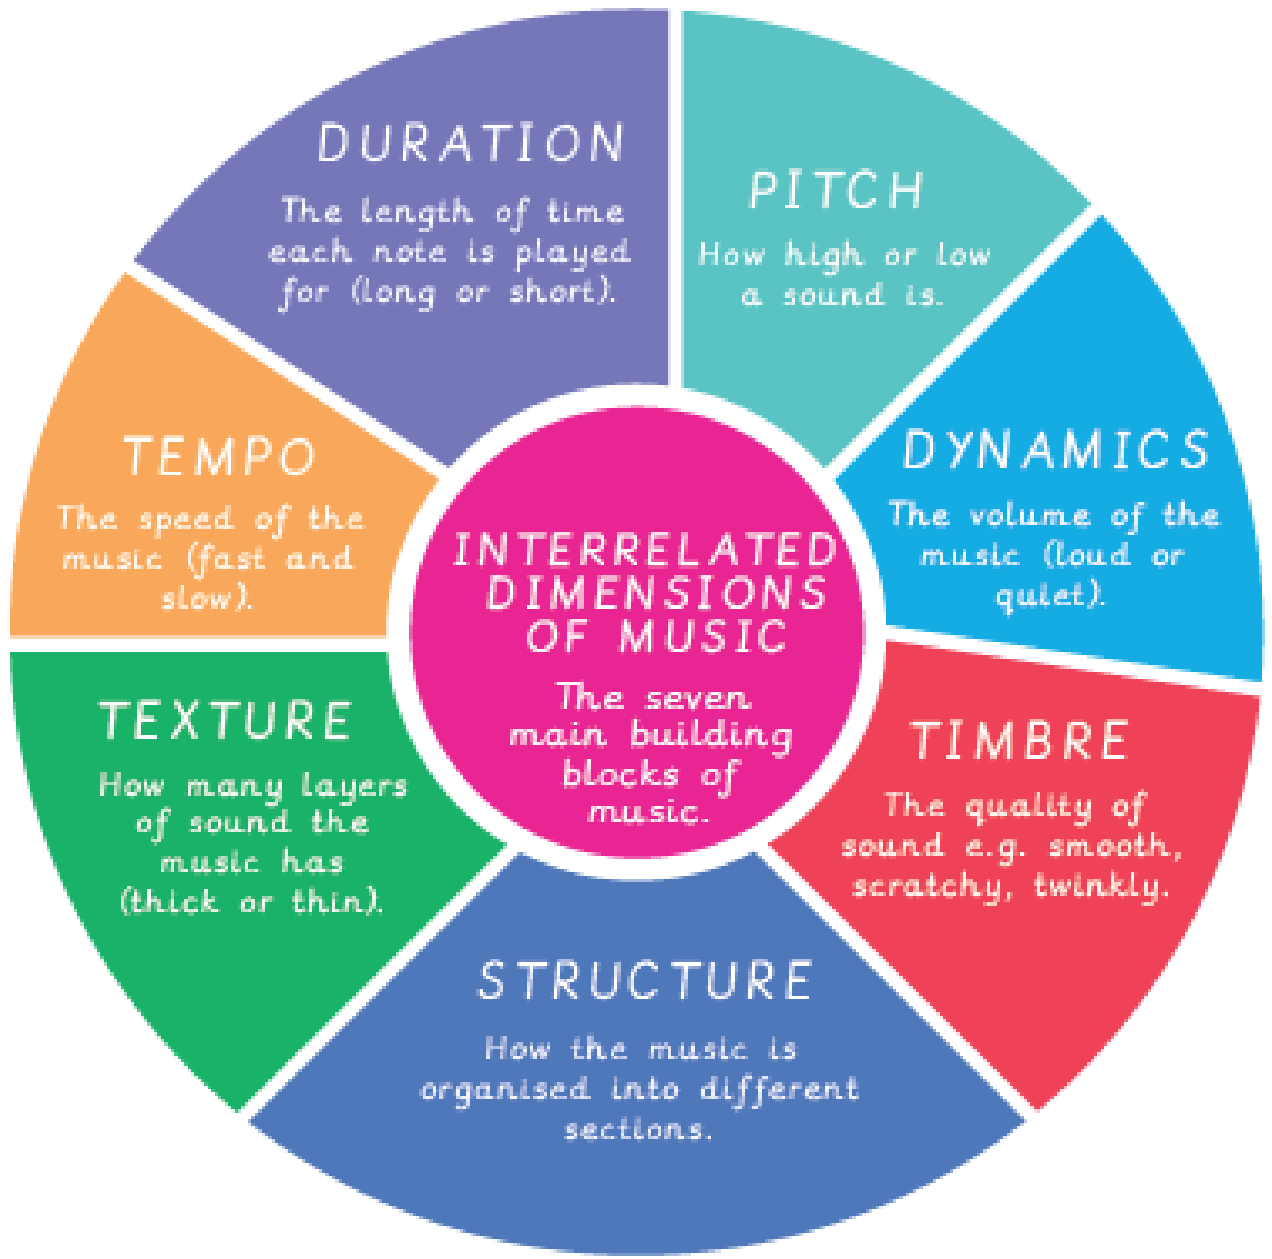 DURATION
The length of time
each note is played
for (long or short).
PITCH
How high or low
a sound is.
DYNAMICS
The volume of the
music (loud or
quiet).
TIMBRE
The quality of
sound e.g. smooth,
scratchy, twinkly.
STRUCTURE
How the music is
organised into different
sections.
TEXTURE
How many layers
of sound the
music has
(thick or thin).
TEMPO
The speed of the
music (fast and
slow).
INTERRELATED
DIMENSIONS
OF MUSIC
The seven
main building
blocks of
music.